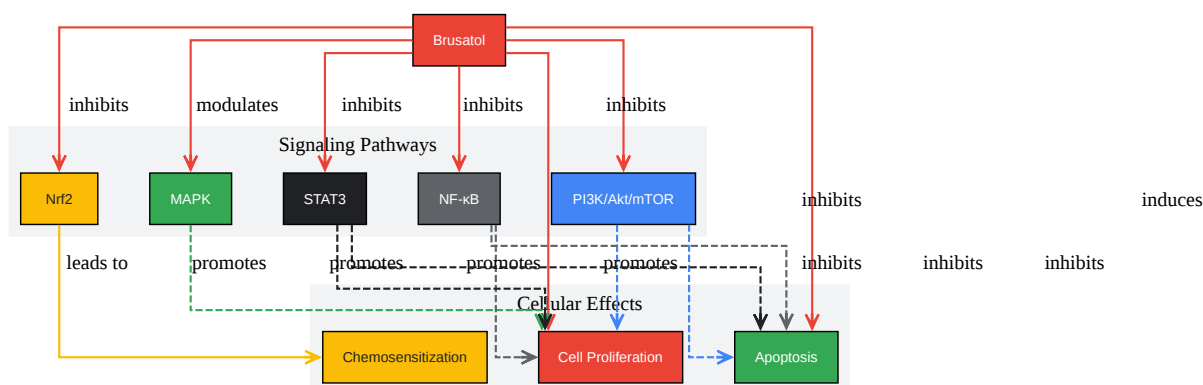 Brusatol
inhibits
modulates
inhibits
inhibits
inhibits
Signaling Pathways
Nrf2
MAPK
STAT3
NF-κB
PI3K/Akt/mTOR
inhibits
induces
leads to
promotes
promotes
promotes
promotes
inhibits
inhibits
inhibits
Cellular Effects
Chemosensitization
Cell Proliferation
Apoptosis